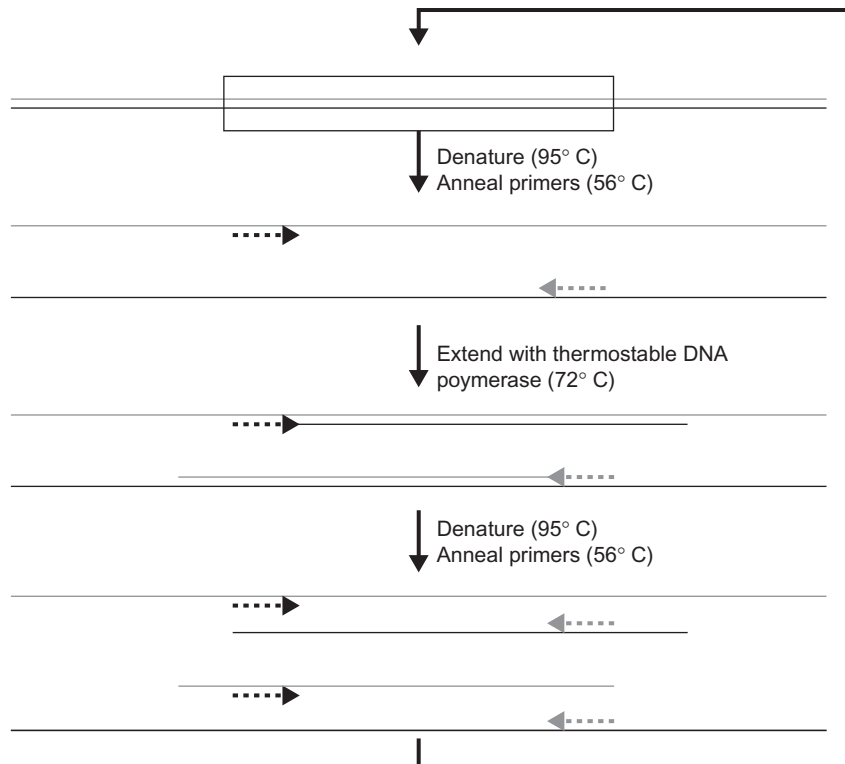 Denature (95° C)
Anneal primers (56° C)
Extend with thermostable DNA
poymerase (72° C)
Denature (95° C)
Anneal primers (56° C)